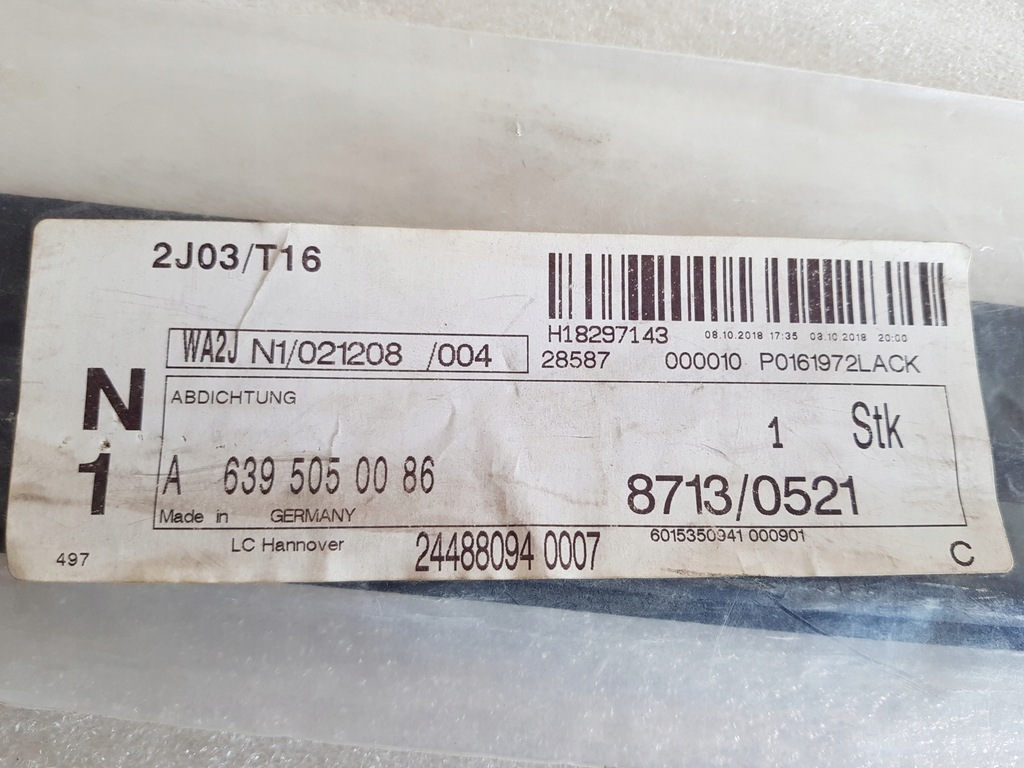 2J03/T16
H18297143 08.10.2018 17:35 03.10.2018 20:00
WA2J N1/021208 /004
28587 000010 P0161972LACK
N
1
ABDICHTUNG
1 Stk
A 639 505 00 86
8713/0521
Made in GERMANY
6015350941 000901
LC Hannover
24488094 0007
497
C